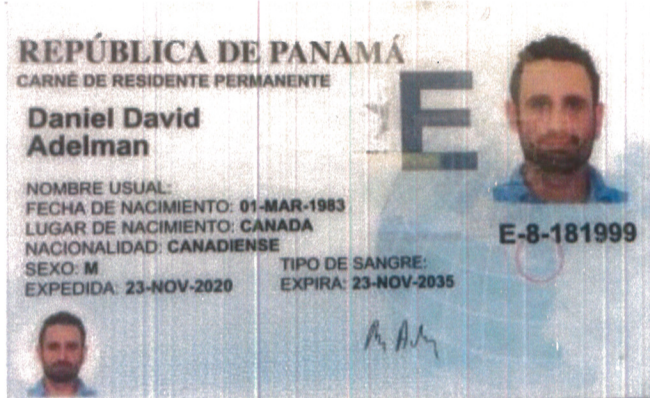 REPÚBLICA DE PANAMÁ
CARNÉ DE RESIDENTE PERMANENTE
Daniel David
Adelman
E
NOMBRE USUAL:
FECHA DE NACIMIENTO: 01-MAR-1983
LUGAR DE NACIMIENTO: CANADA
NACIONALIDAD: CANADIENSE
E-8-181999
SEXO: M TIPO DE SANGRE:
EXPEDIDA: 23-NOV-2020 EXPIRA: 23-NOV-2035